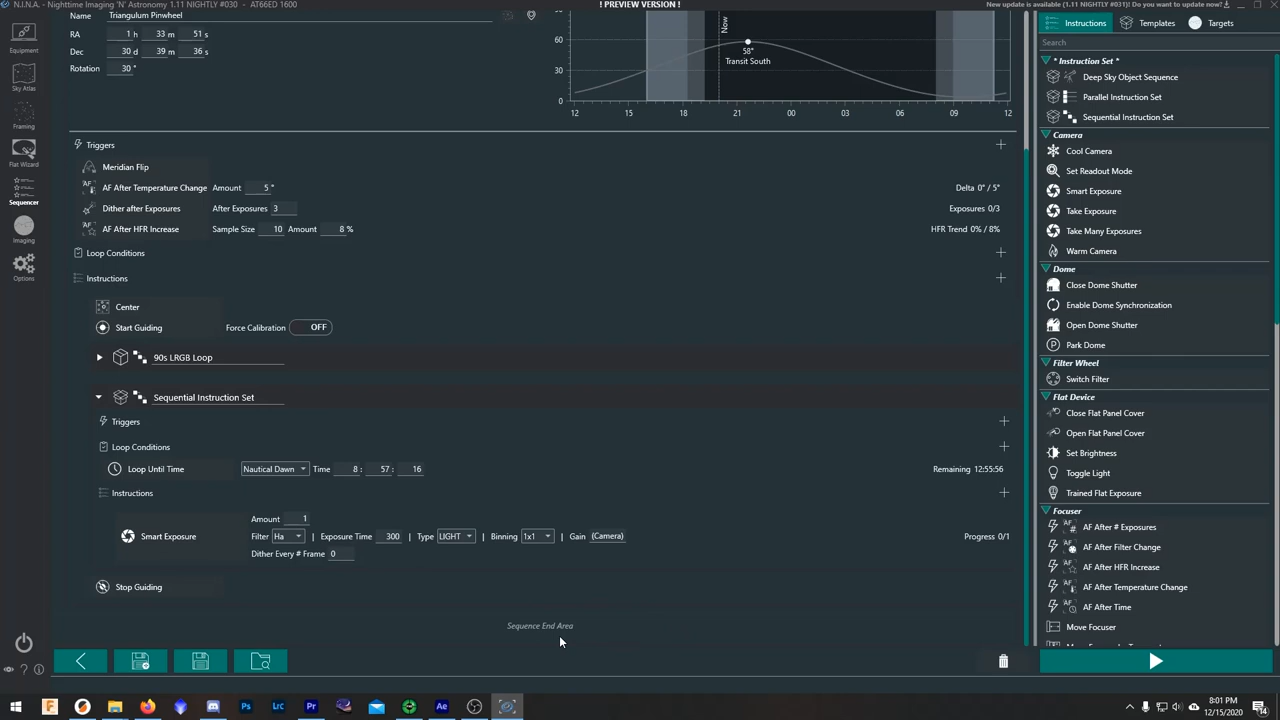 N.I.N.A. - Nighttime Imaging 'N' Astronomy 1.11 NIGHTLY #030 - AT66ED 1600
! PREVIEW VERSION !
New update is available (1.11 NIGHTLY #031)! Do you want to update now?
Equipment
Sky Atlas
Framing
Flat Wizard
Sequencer
Imaging
Options
Name Triangulum Pinwheel
RA 1 h 33 m 51 s
Dec 30 d 39 m 36 s
Rotation 30 °
60
30
0
Now
58°
Transit South
12 15 18 21 00 03 06 09 12
Triggers
Meridian Flip
AF After Temperature Change Amount 5 ° Delta 0° / 5°
Dither after Exposures After Exposures 3 Exposures 0/3
AF After HFR Increase Sample Size 10 Amount 8 % HFR Trend 0% / 8%
Loop Conditions
Instructions
Center
Start Guiding Force Calibration OFF
90s LRGB Loop
Sequential Instruction Set
Triggers
Loop Conditions
Loop Until Time Nautical Dawn Time 8 : 57 : 16 Remaining 12:55:56
Instructions
Amount 1
Smart Exposure Filter Ha | Exposure Time 300 | Type LIGHT | Binning 1x1 | Gain (Camera) Progress 0/1
Dither Every # Frame 0
Stop Guiding
Sequence End Area
Instructions Templates Targets
Search
* Instruction Set *
Deep Sky Object Sequence
Parallel Instruction Set
Sequential Instruction Set
Camera
Cool Camera
Set Readout Mode
Smart Exposure
Take Exposure
Take Many Exposures
Warm Camera
Dome
Close Dome Shutter
Enable Dome Synchronization
Open Dome Shutter
Park Dome
Filter Wheel
Switch Filter
Flat Device
Close Flat Panel Cover
Open Flat Panel Cover
Set Brightness
Toggle Light
Trained Flat Exposure
Focuser
AF After # Exposures
AF After Filter Change
AF After HFR Increase
AF After Temperature Change
AF After Time
Move Focuser
Ps
Lrc
Pr
Ae
8:01 PM
12/15/2020
14